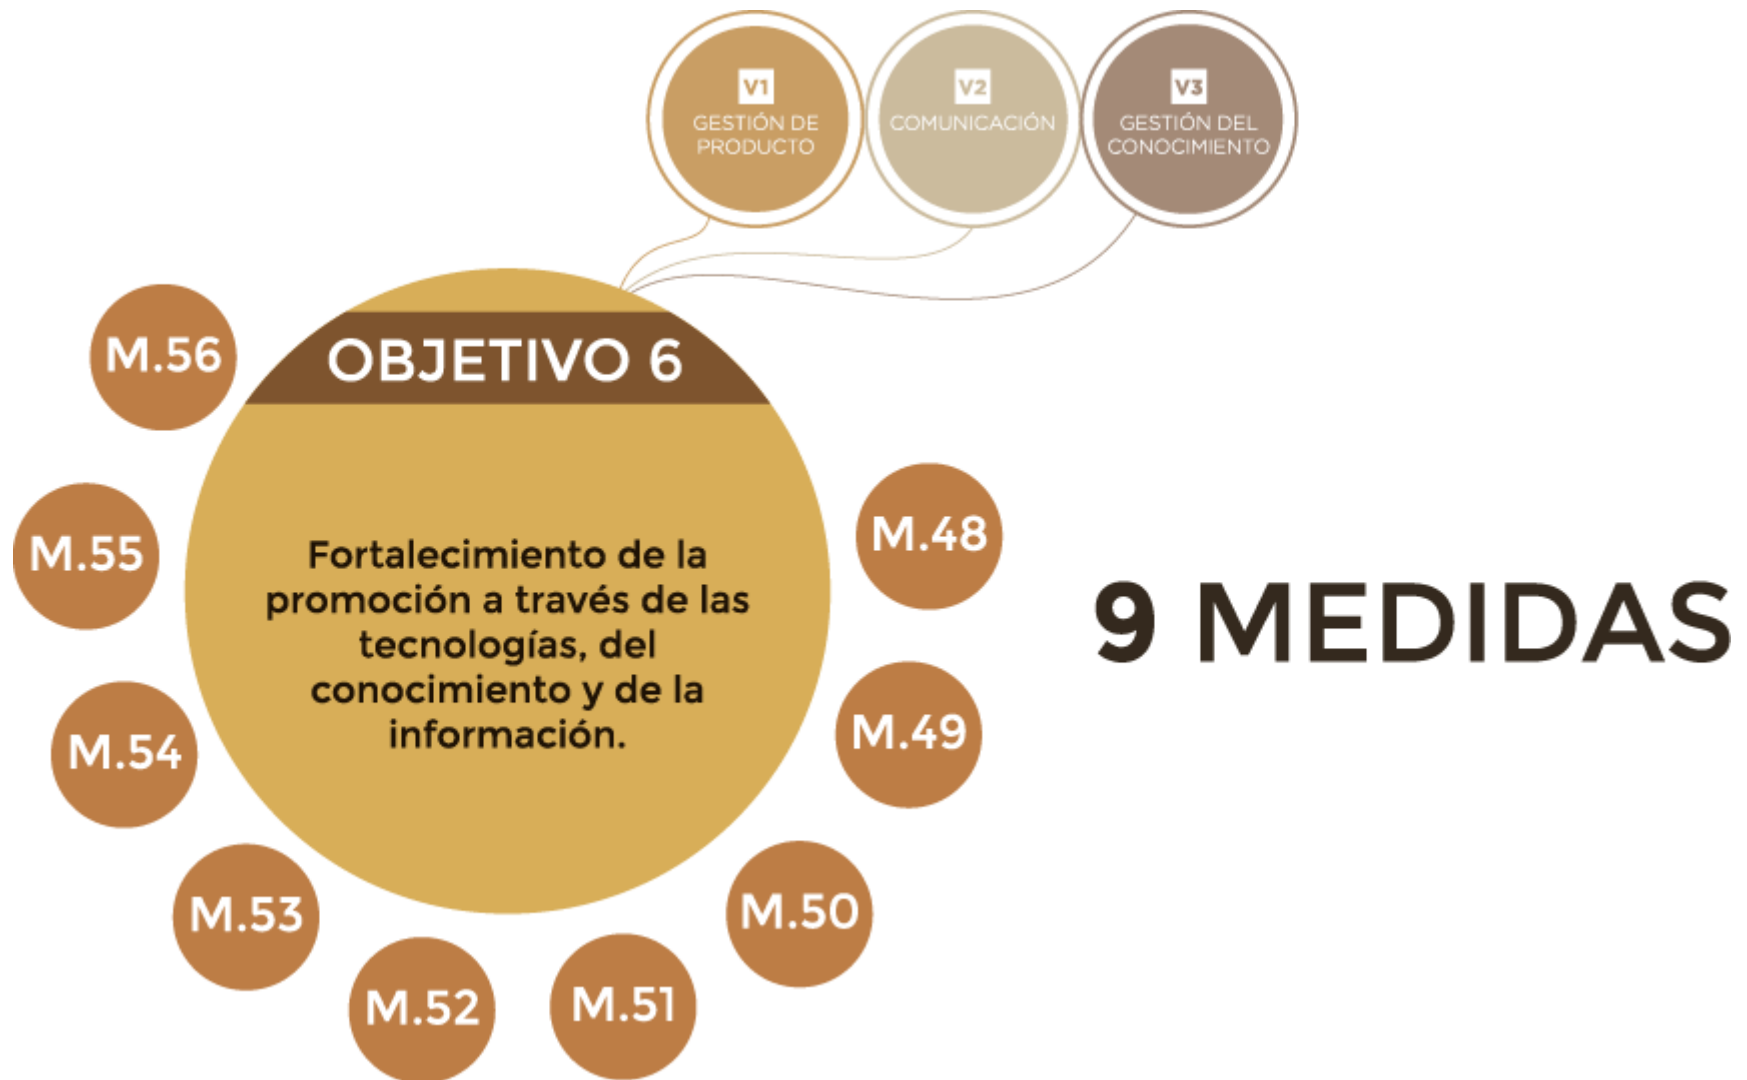 V1
GESTIÓN DE
PRODUCTO
V2
COMUNICACIÓN
V3
GESTIÓN DEL
CONOCIMIENTO
OBJETIVO 6
Fortalecimiento de la
promoción a través de las
tecnologías, del
conocimiento y de la
información.
M.48
M.49
M.50
M.51
M.52
M.53
M.54
M.55
M.56
9 MEDIDAS